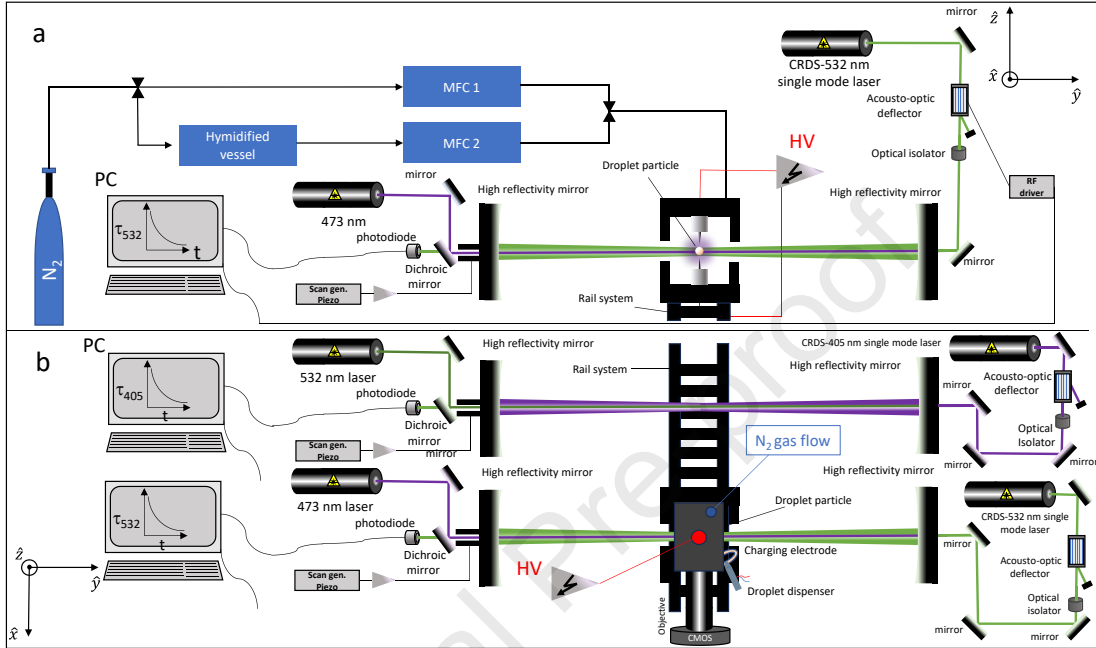 a
mirror
ẑ
x̂
ŷ
CRDS-532 nm
single mode laser
Acousto-optic
deflector
Optical isolator
RF
driver
mirror
MFC 1
Hymidified
vessel
MFC 2
HV
Droplet particle
N2
PC
τ532
t
mirror
473 nm
photodiode
Dichroic
mirror
Scan gen.
Piezo
High reflectivity mirror
High reflectivity mirror
Rail system
b
PC
τ405
t
532 nm laser
photodiode
Dichroic
mirror
Scan gen.
Piezo
High reflectivity mirror
Rail system
High reflectivity mirror
CRDS-405 nm single mode laser
mirror
Acousto-optic
deflector
Optical
Isolator
mirror
mirror
N2 gas flow
τ532
t
473 nm laser
photodiode
Dichroic
mirror
Scan gen.
Piezo
High reflectivity mirror
High reflectivity mirror
HV
Droplet particle
Charging electrode
Droplet dispenser
Objective
CMOS
CRDS-532 nm single
mode laser
mirror
Acousto-optic
deflector
Optical
isolator
mirror
mirror
ẑ
ŷ
x̂
al Pre-proof